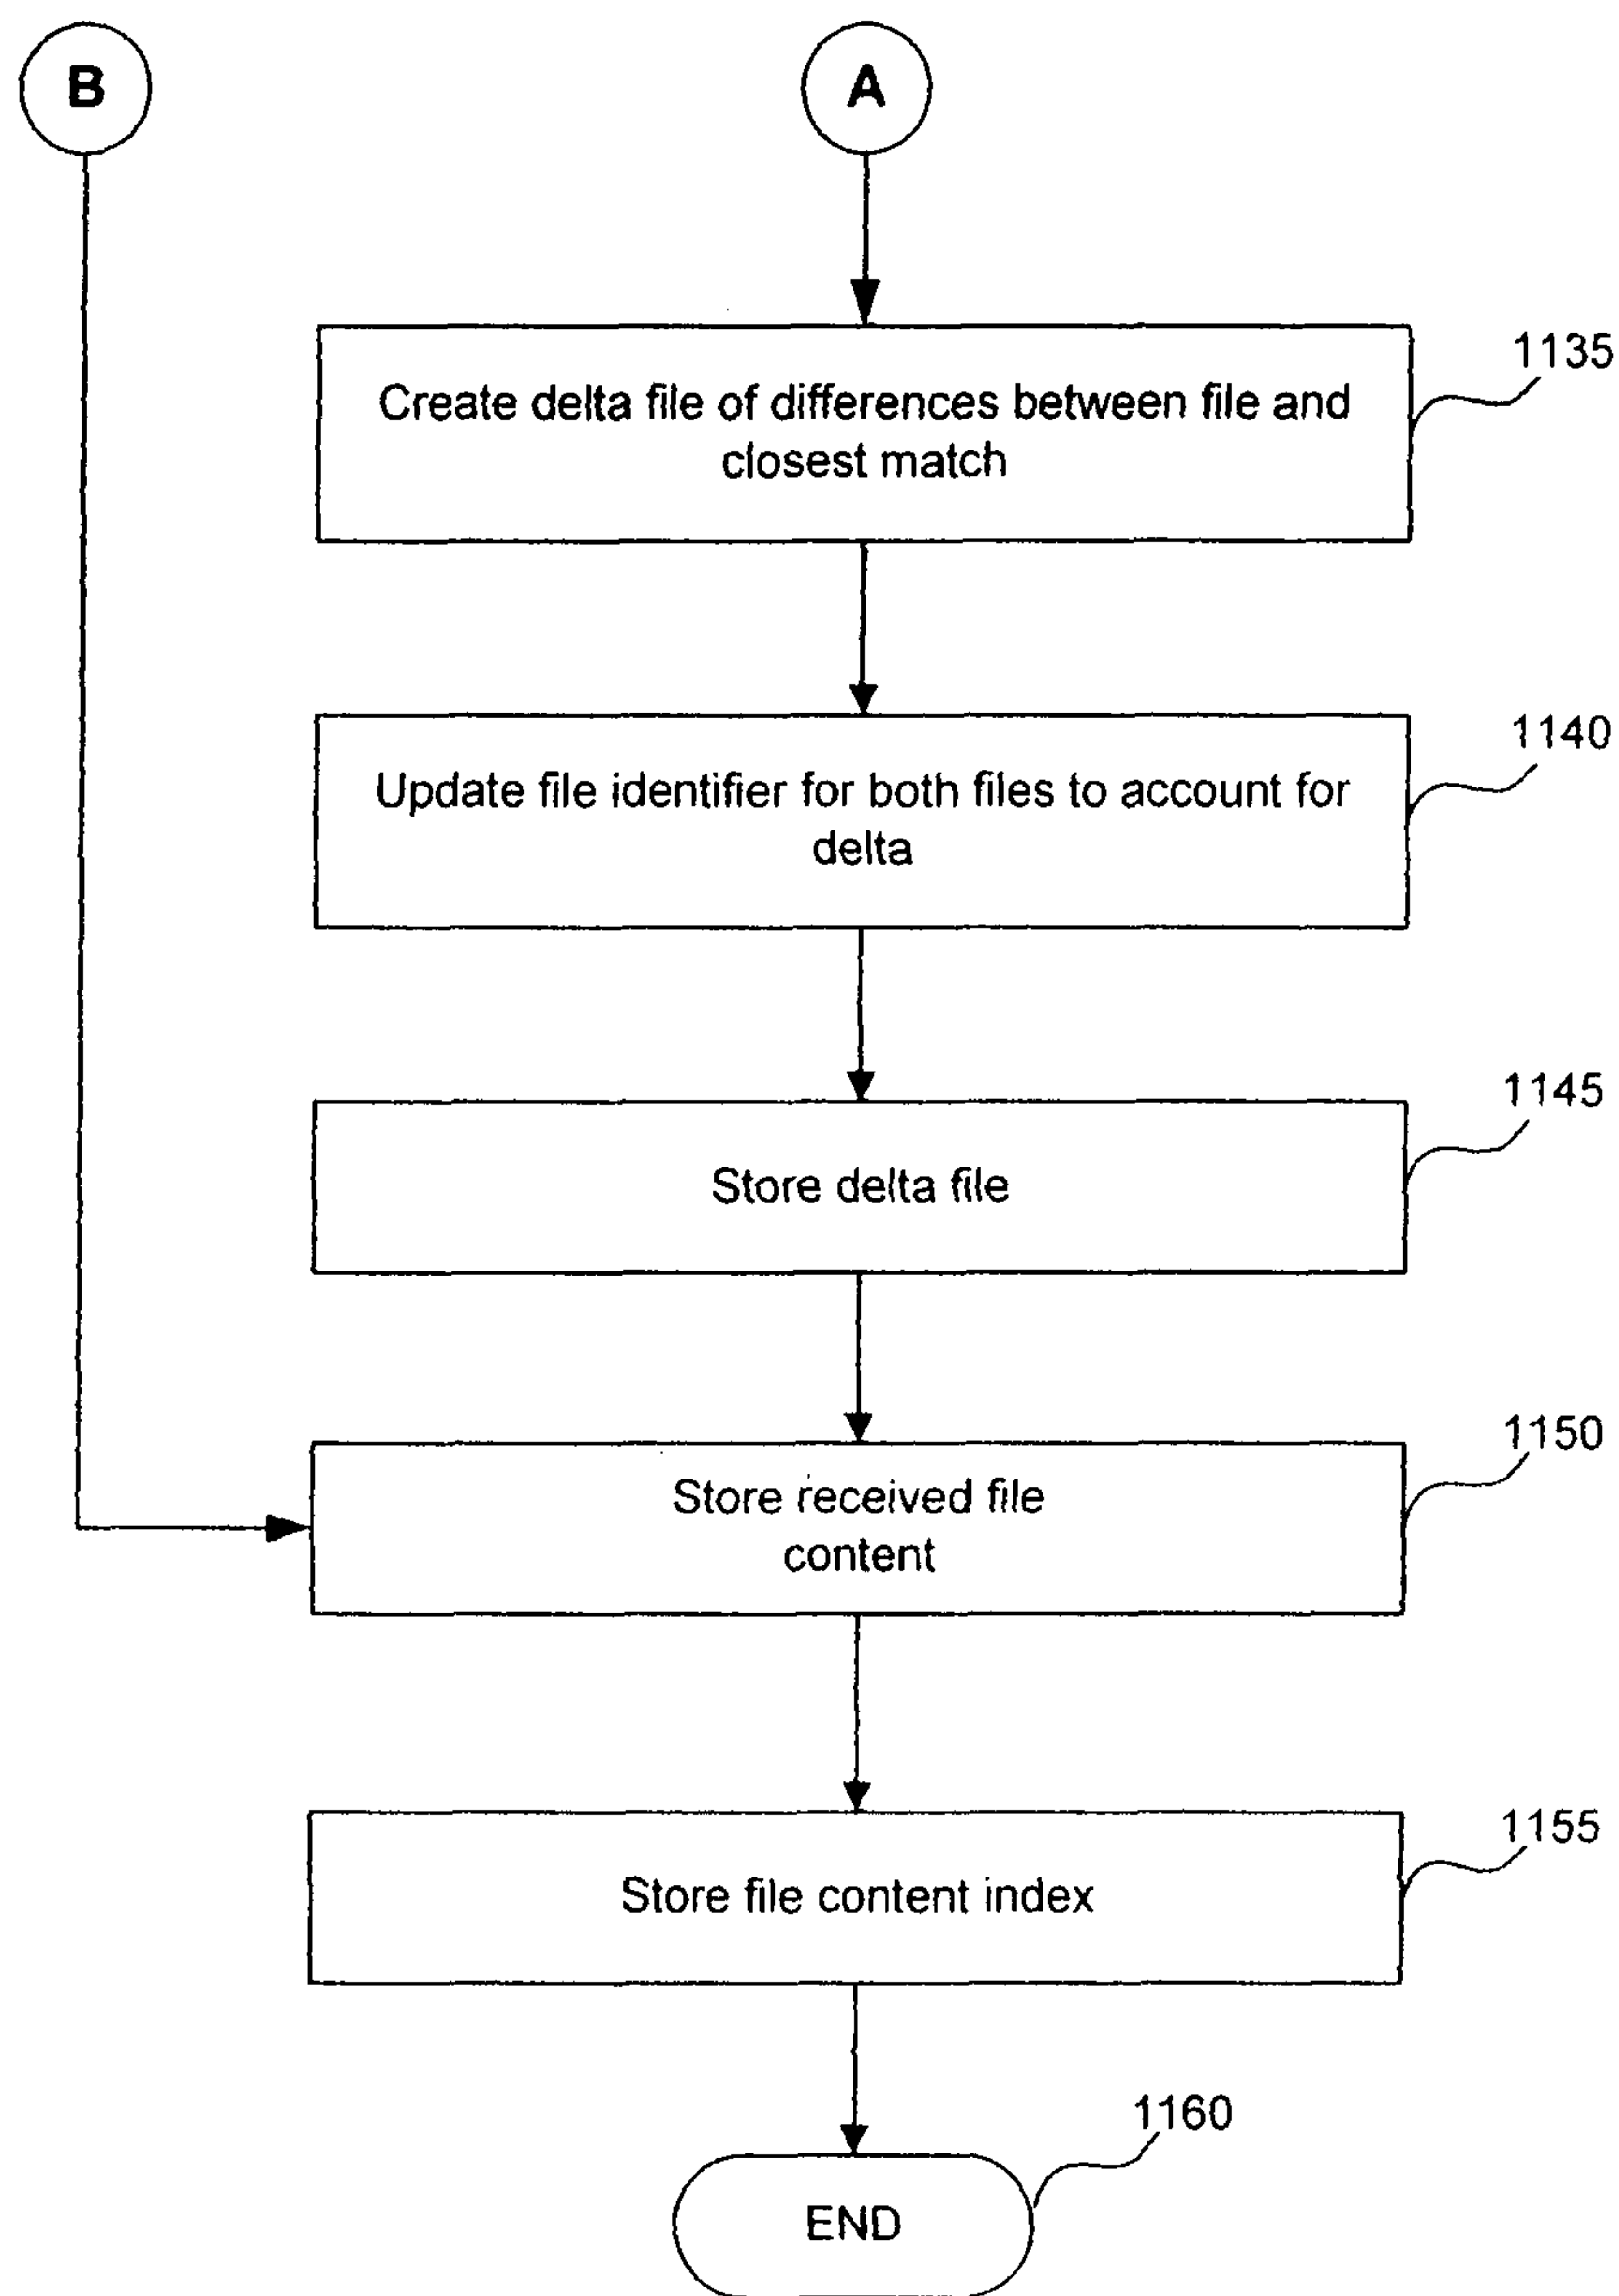 B
A
1135
Create delta file of differences between file and
closest match
1140
Update file identifier for both files to account for
delta
1145
Store delta file
1150
Store received file
content
1155
Store file content index
1160
END